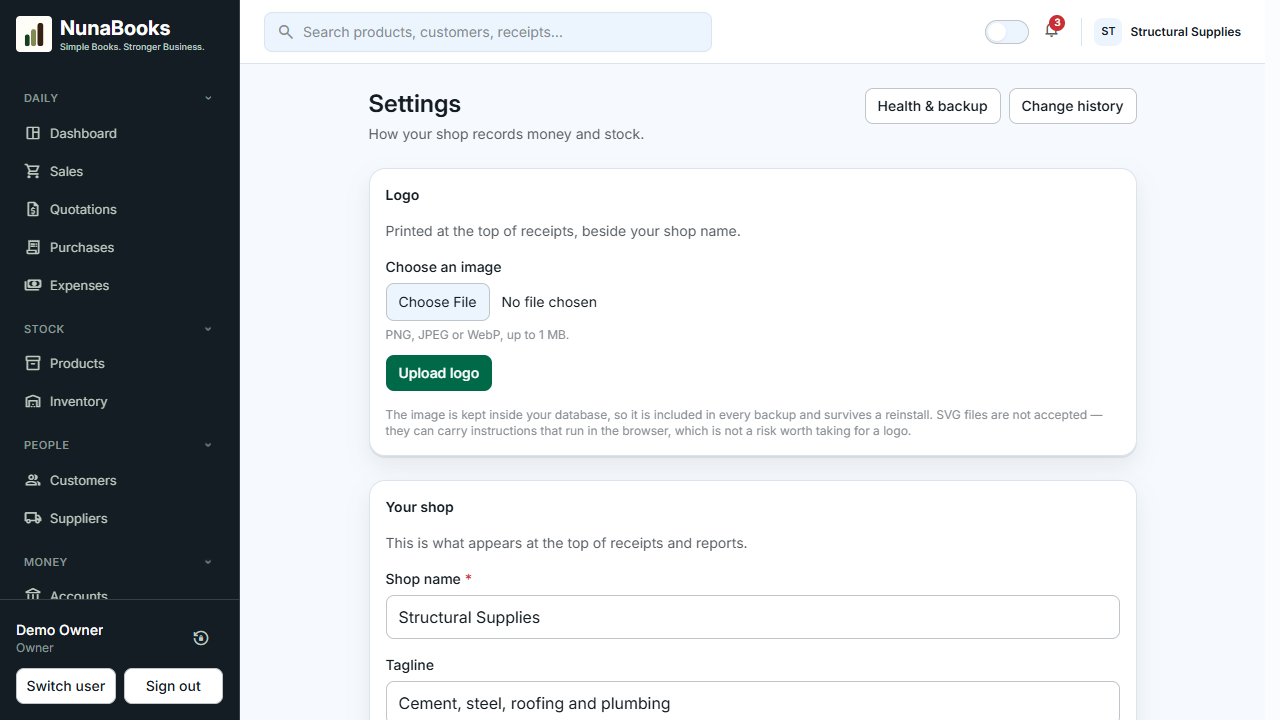 NunaBooks
Simple Books. Stronger Business.
DAILY
Dashboard
Sales
Quotations
Purchases
Expenses
STOCK
Products
Inventory
PEOPLE
Customers
Suppliers
MONEY
Accounts
Demo Owner
Owner
Switch user
Sign out
Search products, customers, receipts...
3
ST
Structural Supplies
Settings
How your shop records money and stock.
Health & backup
Change history
Logo
Printed at the top of receipts, beside your shop name.
Choose an image
Choose File
No file chosen
PNG, JPEG or WebP, up to 1 MB.
Upload logo
The image is kept inside your database, so it is included in every backup and survives a reinstall. SVG files are not accepted —
they can carry instructions that run in the browser, which is not a risk worth taking for a logo.
Your shop
This is what appears at the top of receipts and reports.
Shop name *
Structural Supplies
Tagline
Cement, steel, roofing and plumbing